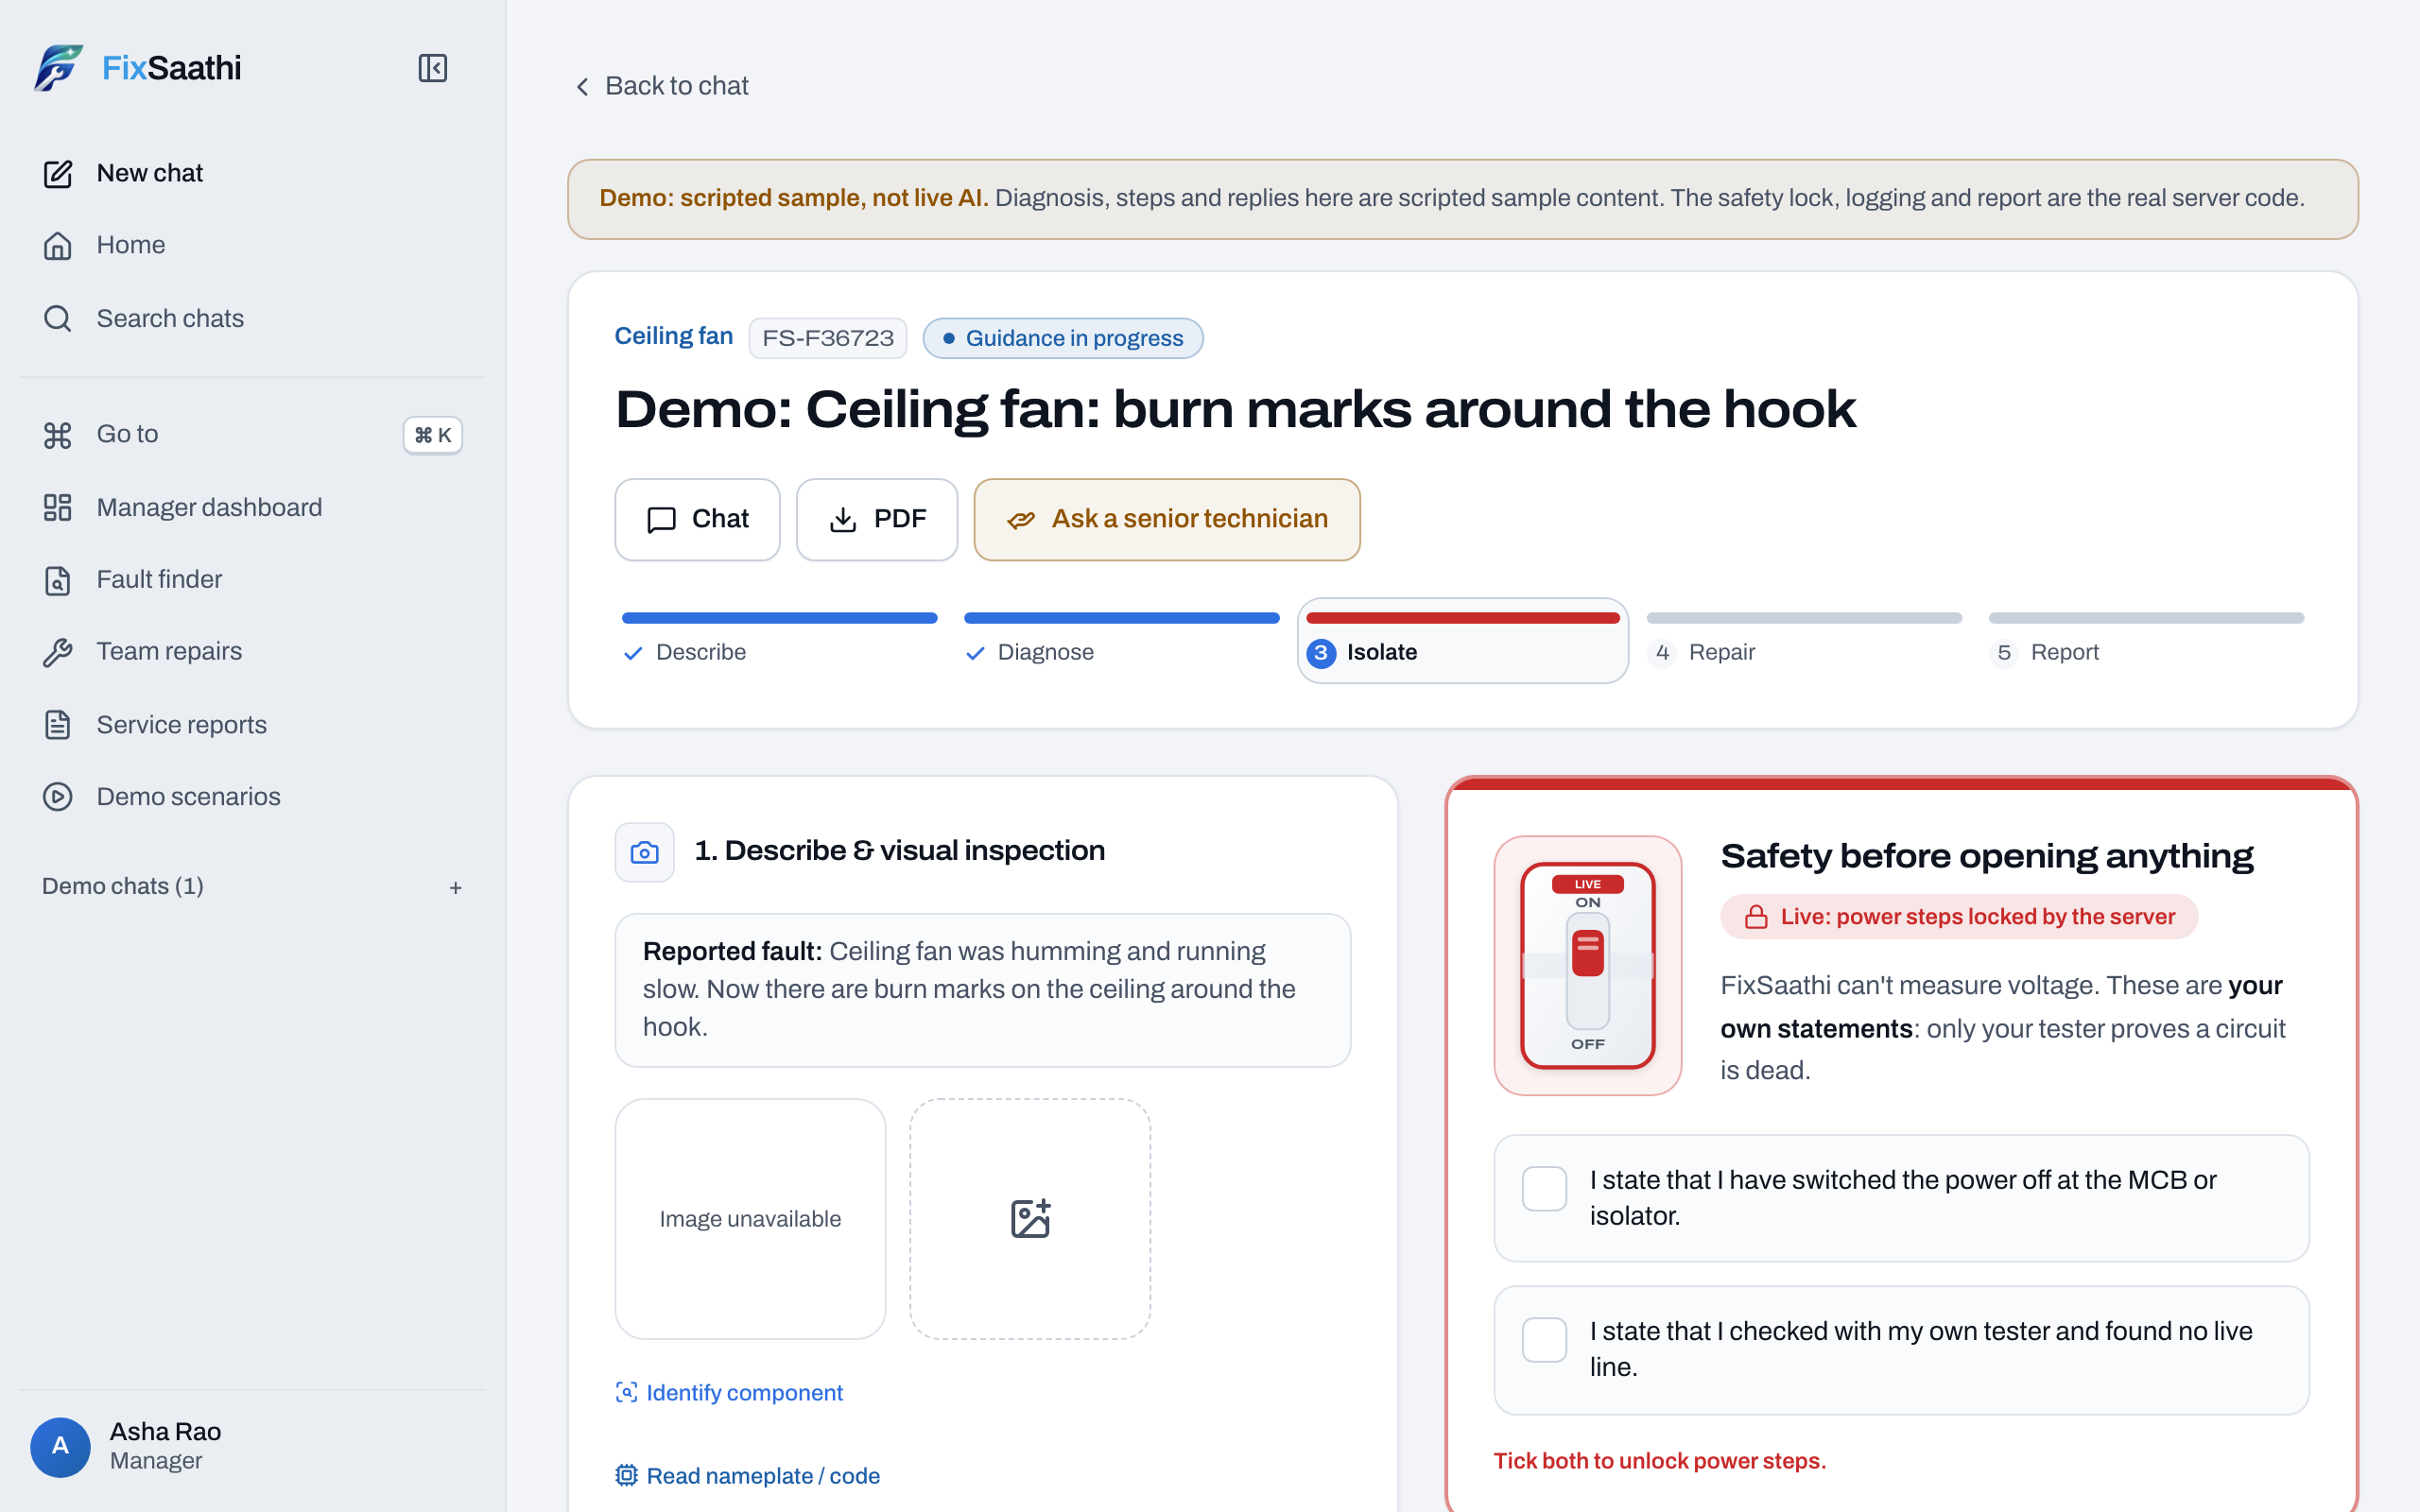 FixSaathi
New chat
Home
Search chats
Go to
⌘ K
Manager dashboard
Fault finder
Team repairs
Service reports
Demo scenarios
Demo chats (1)
+
A
Asha Rao
Manager
Back to chat
Demo: scripted sample, not live AI. Diagnosis, steps and replies here are scripted sample content. The safety lock, logging and report are the real server code.
Ceiling fan
FS-F36723
Guidance in progress
Demo: Ceiling fan: burn marks around the hook
Chat
PDF
Ask a senior technician
Describe
Diagnose
3 Isolate
4 Repair
5 Report
1. Describe & visual inspection
Reported fault: Ceiling fan was humming and running
slow. Now there are burn marks on the ceiling around the
hook.
Image unavailable
Identify component
Read nameplate / code
LIVE
ON
OFF
Safety before opening anything
Live: power steps locked by the server
FixSaathi can't measure voltage. These are your
own statements: only your tester proves a circuit
is dead.
I state that I have switched the power off at the MCB or
isolator.
I state that I checked with my own tester and found no live
line.
Tick both to unlock power steps.